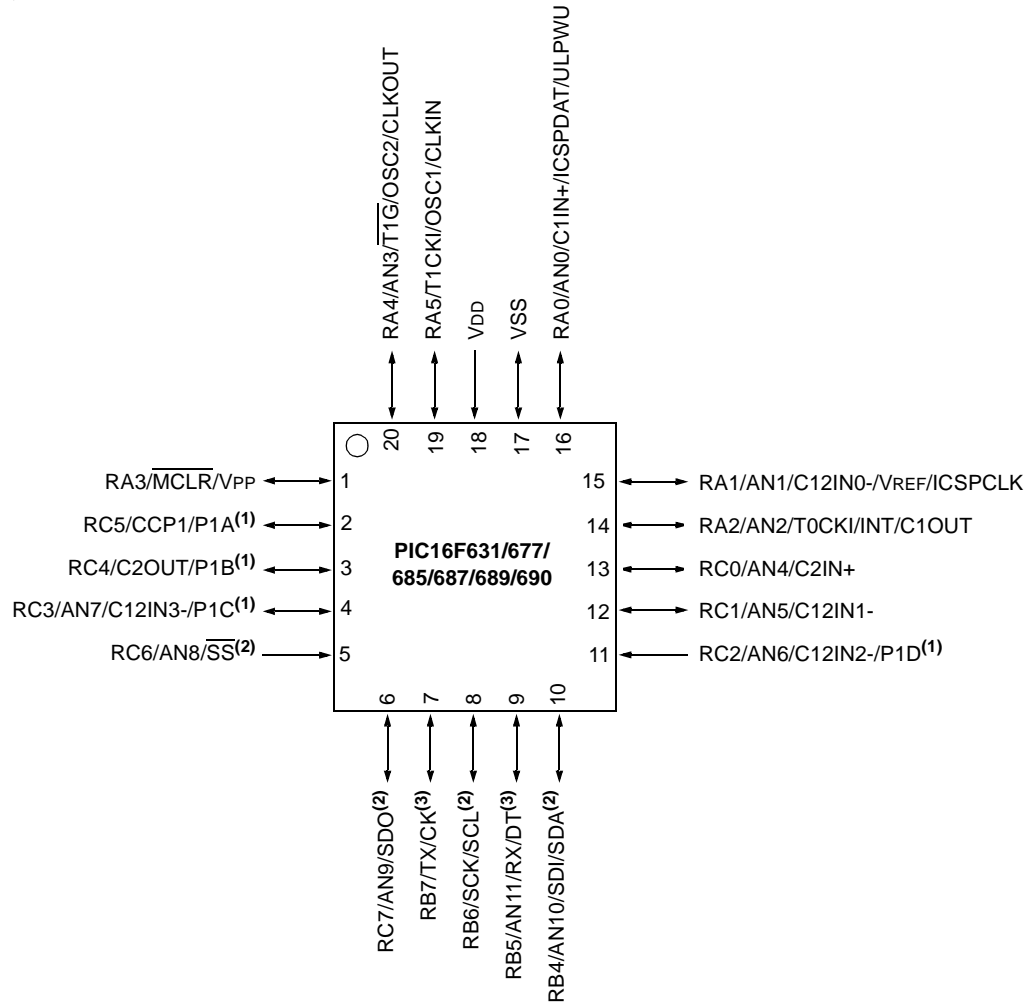 RA4/AN3/T1G/OSC2/CLKOUT
RA5/T1CKI/OSC1/CLKIN
VDD
VSS
RA0/AN0/C1IN+/ICSPDAT/ULPWU
20
19
18
17
16
RA3/MCLR/VPP
1
RC5/CCP1/P1A(1)
2
RC4/C2OUT/P1B(1)
3
RC3/AN7/C12IN3-/P1C(1)
4
RC6/AN8/SS(2)
5
PIC16F631/677/
685/687/689/690
15
RA1/AN1/C12IN0-/VREF/ICSPCLK
14
RA2/AN2/T0CKI/INT/C1OUT
13
RC0/AN4/C2IN+
12
RC1/AN5/C12IN1-
11
RC2/AN6/C12IN2-/P1D(1)
6
7
8
9
10
RC7/AN9/SDO(2)
RB7/TX/CK(3)
RB6/SCK/SCL(2)
RB5/AN11/RX/DT(3)
RB4/AN10/SDI/SDA(2)